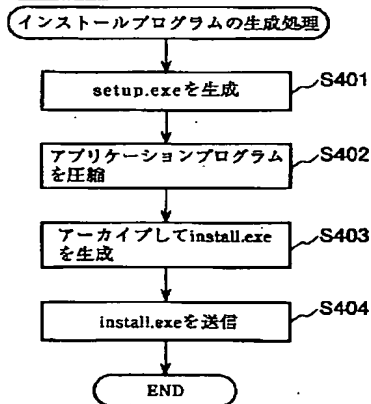 インストールプログラムの生成処理
setup.exeを生成
S401
アプリケーションプログラム
を圧縮
S402
アーカイブしてinstall.exe
を生成
S403
install.exeを送信
S404
END